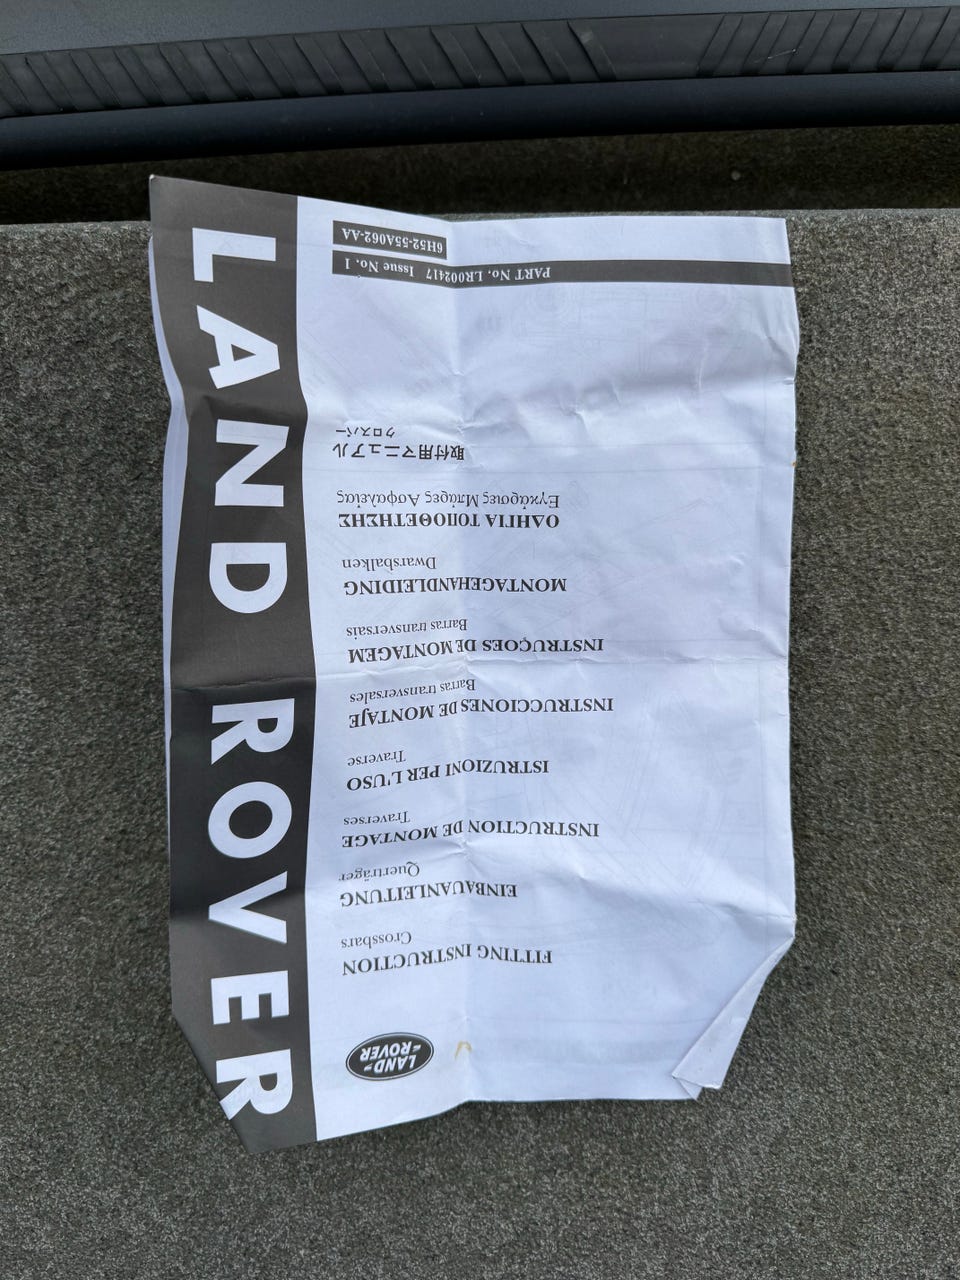 LAND ROVER
LAND-
-ROVER
FITTING INSTRUCTION
Crossbars
EINBAUANLEITUNG
Querträger
INSTRUCTION DE MONTAGE
Traverses
ISTRUZIONI PER L'USO
Traverse
INSTRUCCIONES DE MONTAJE
Barras transversales
INSTRUÇOES DE MONTAGEM
Barras transversais
MONTAGEHANDLEIDING
Dwarsbalken
ΟΔΗΓΙΑ ΤΟΠΟΘΕΤΗΣΗΣ
Εγκάρσιες Μπάρες Ασφαλείας
取付用マニュアル
クロスバー
PART No. LR002417 Issue No. 1
6H52-55A062-AA